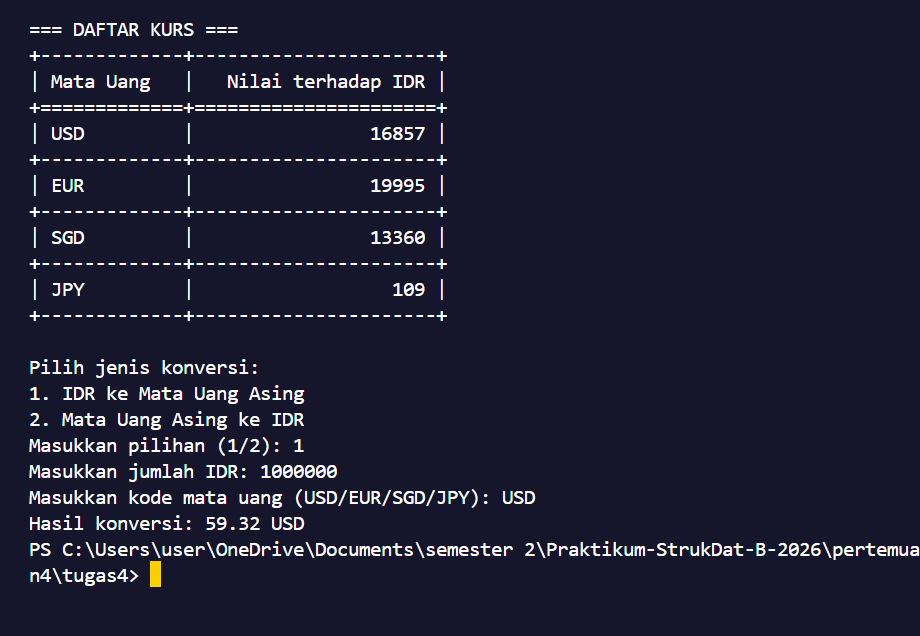 === DAFTAR KURS ===
+-------------+----------------------+
| Mata Uang   |   Nilai terhadap IDR |
+=============+======================+
| USD         |                16857 |
+-------------+----------------------+
| EUR         |                19995 |
+-------------+----------------------+
| SGD         |                13360 |
+-------------+----------------------+
| JPY         |                  109 |
+-------------+----------------------+
Pilih jenis konversi:
1. IDR ke Mata Uang Asing
2. Mata Uang Asing ke IDR
Masukkan pilihan (1/2): 1
Masukkan jumlah IDR: 1000000
Masukkan kode mata uang (USD/EUR/SGD/JPY): USD
Hasil konversi: 59.32 USD
PS C:\Users\user\OneDrive\Documents\semester 2\Praktikum-StrukDat-B-2026\pertemua
n4\tugas4>